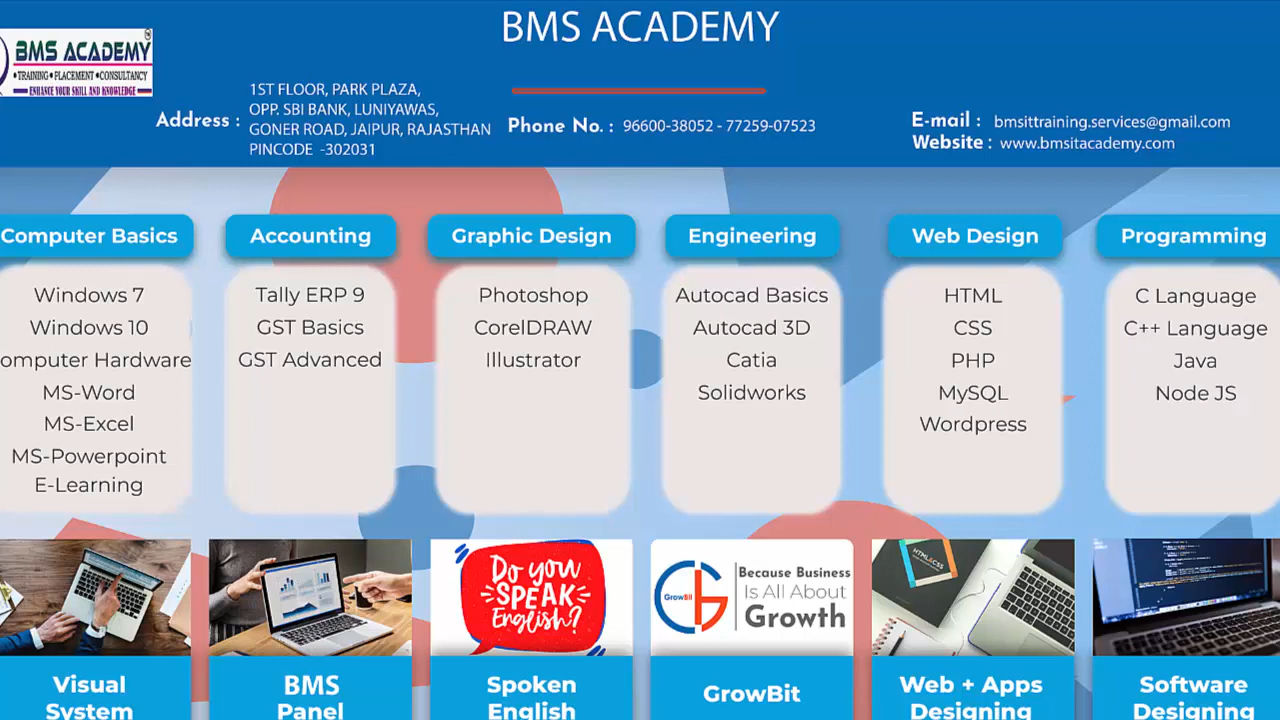 BMS ACADEMY
BMS ACADEMY
TM
•TRAINING •PLACEMENT •CONSULTANCY
ENHANCE YOUR SKILL AND KNOWLEDGE
Address :
1ST FLOOR, PARK PLAZA,
OPP. SBI BANK, LUNIYAWAS,
GONER ROAD, JAIPUR, RAJASTHAN
PINCODE -302031
Phone No. : 96600-38052 - 77259-07523
E-mail : bmsittraining.services@gmail.com
Website : www.bmsitacademy.com
Computer Basics
Windows 7
Windows 10
omputer Hardware
MS-Word
MS-Excel
MS-Powerpoint
E-Learning
Accounting
Tally ERP 9
GST Basics
GST Advanced
Graphic Design
Photoshop
CorelDRAW
Illustrator
Engineering
Autocad Basics
Autocad 3D
Catia
Solidworks
Web Design
HTML
CSS
PHP
MySQL
Wordpress
Programming
C Language
C++ Language
Java
Node JS
Do you
SPEAK
English?
GrowBit
Because Business
Is All About
Growth
HTML&CSS
Visual
System
BMS
Panel
Spoken
English
GrowBit
Web + Apps
Designing
Software
Designing